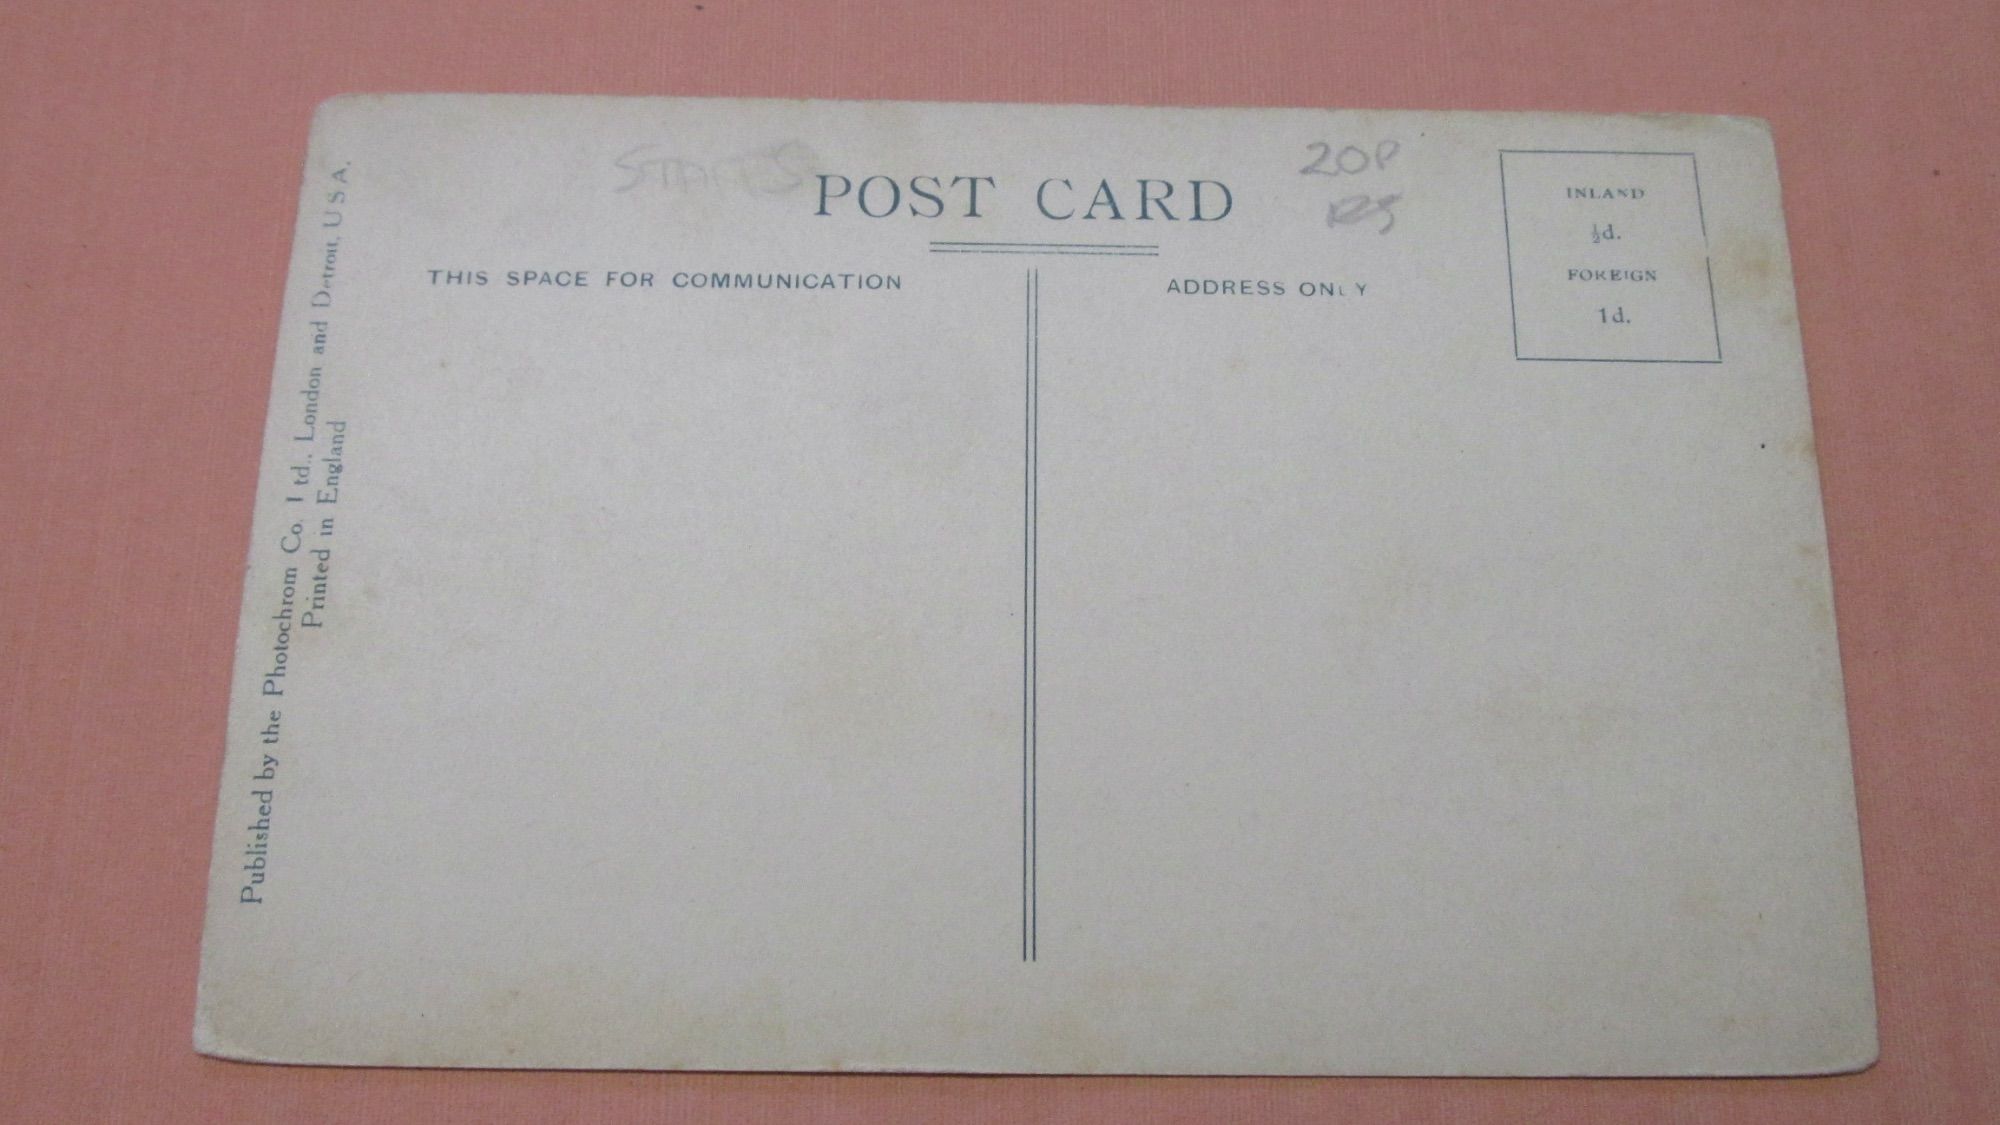 STAFFS
20P
POST CARD
INLAND
½d.
FOREIGN
1d.
THIS SPACE FOR COMMUNICATION
ADDRESS ONLY
Published by the Photochrom Co. Ltd., London and Detroit, U S A.
Printed in England